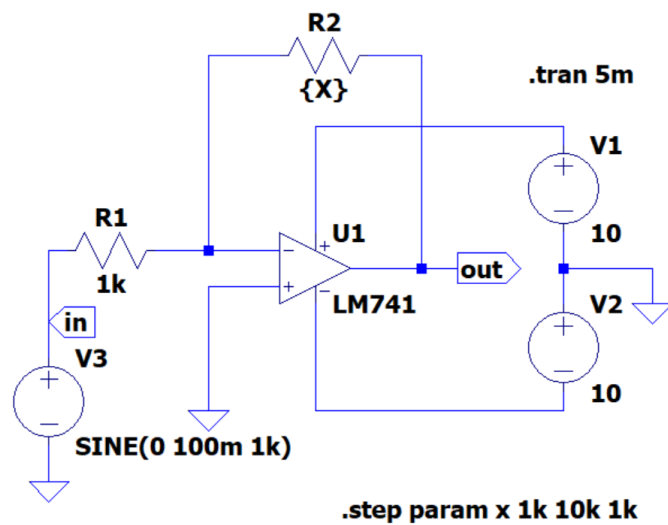 R2
{X}
.tran 5m
V1
+
−
10
R1
1k
U1
−
+
+
−
LM741
out
in
V2
+
−
10
V3
+
−
SINE(0 100m 1k)
.step param x 1k 10k 1k